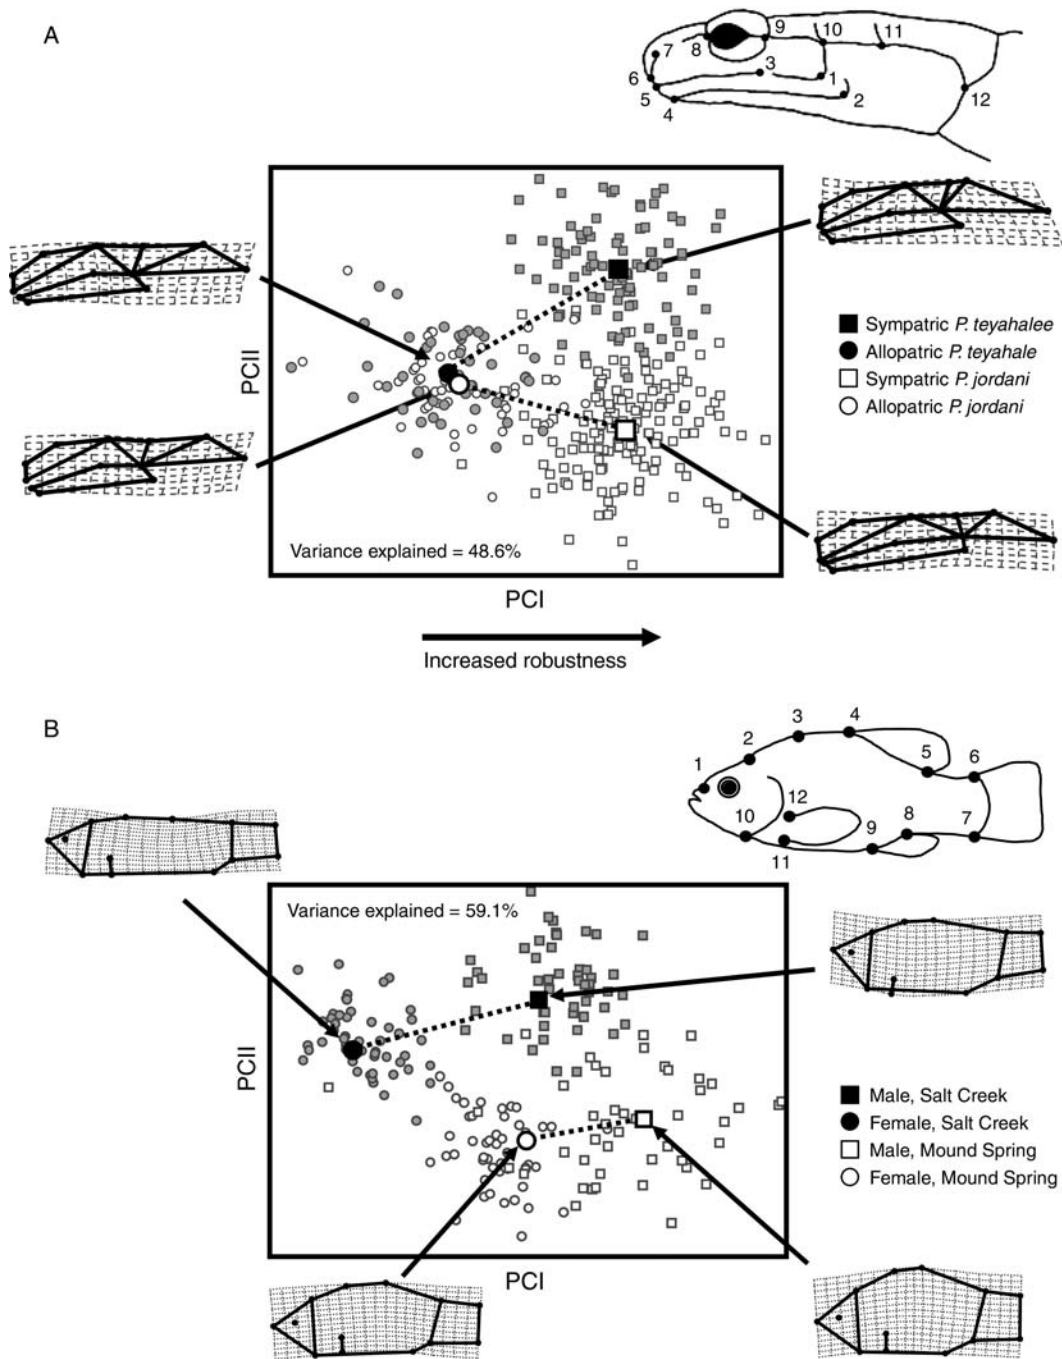 A
7
8
9
10
11
6
3
1
5
4
2
12
PCII
Sympatric P. teyahalee
Allopatric P. teyahale
Sympatric P. jordani
Allopatric P. jordani
Variance explained = 48.6%
PCI
Increased robustness
B
1
2
3
4
5
6
10
12
11
9
8
7
Variance explained = 59.1%
PCII
Male, Salt Creek
Female, Salt Creek
Male, Mound Spring
Female, Mound Spring
PCI